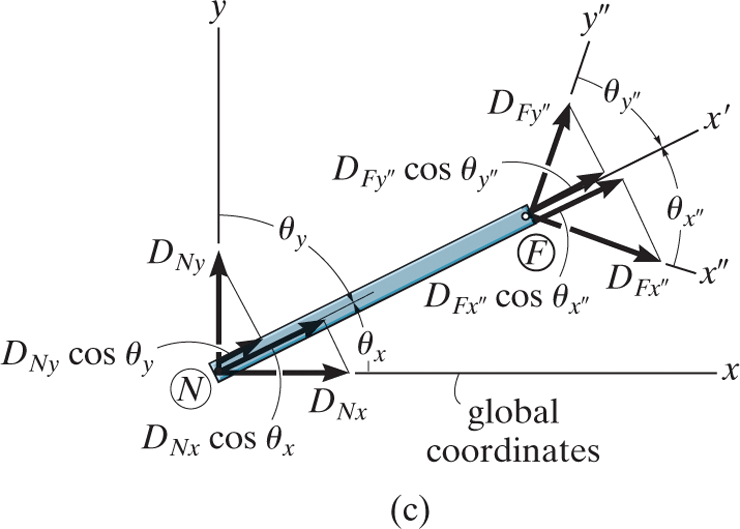 y
y″
θy″
x′
DFy″
DFy″ cos θy″
θx″
θy
F
DNy
DFx″
x″
DFx″ cos θx″
θx
DNy cos θy
N
x
DNx
global
coordinates
DNx cos θx
(c)